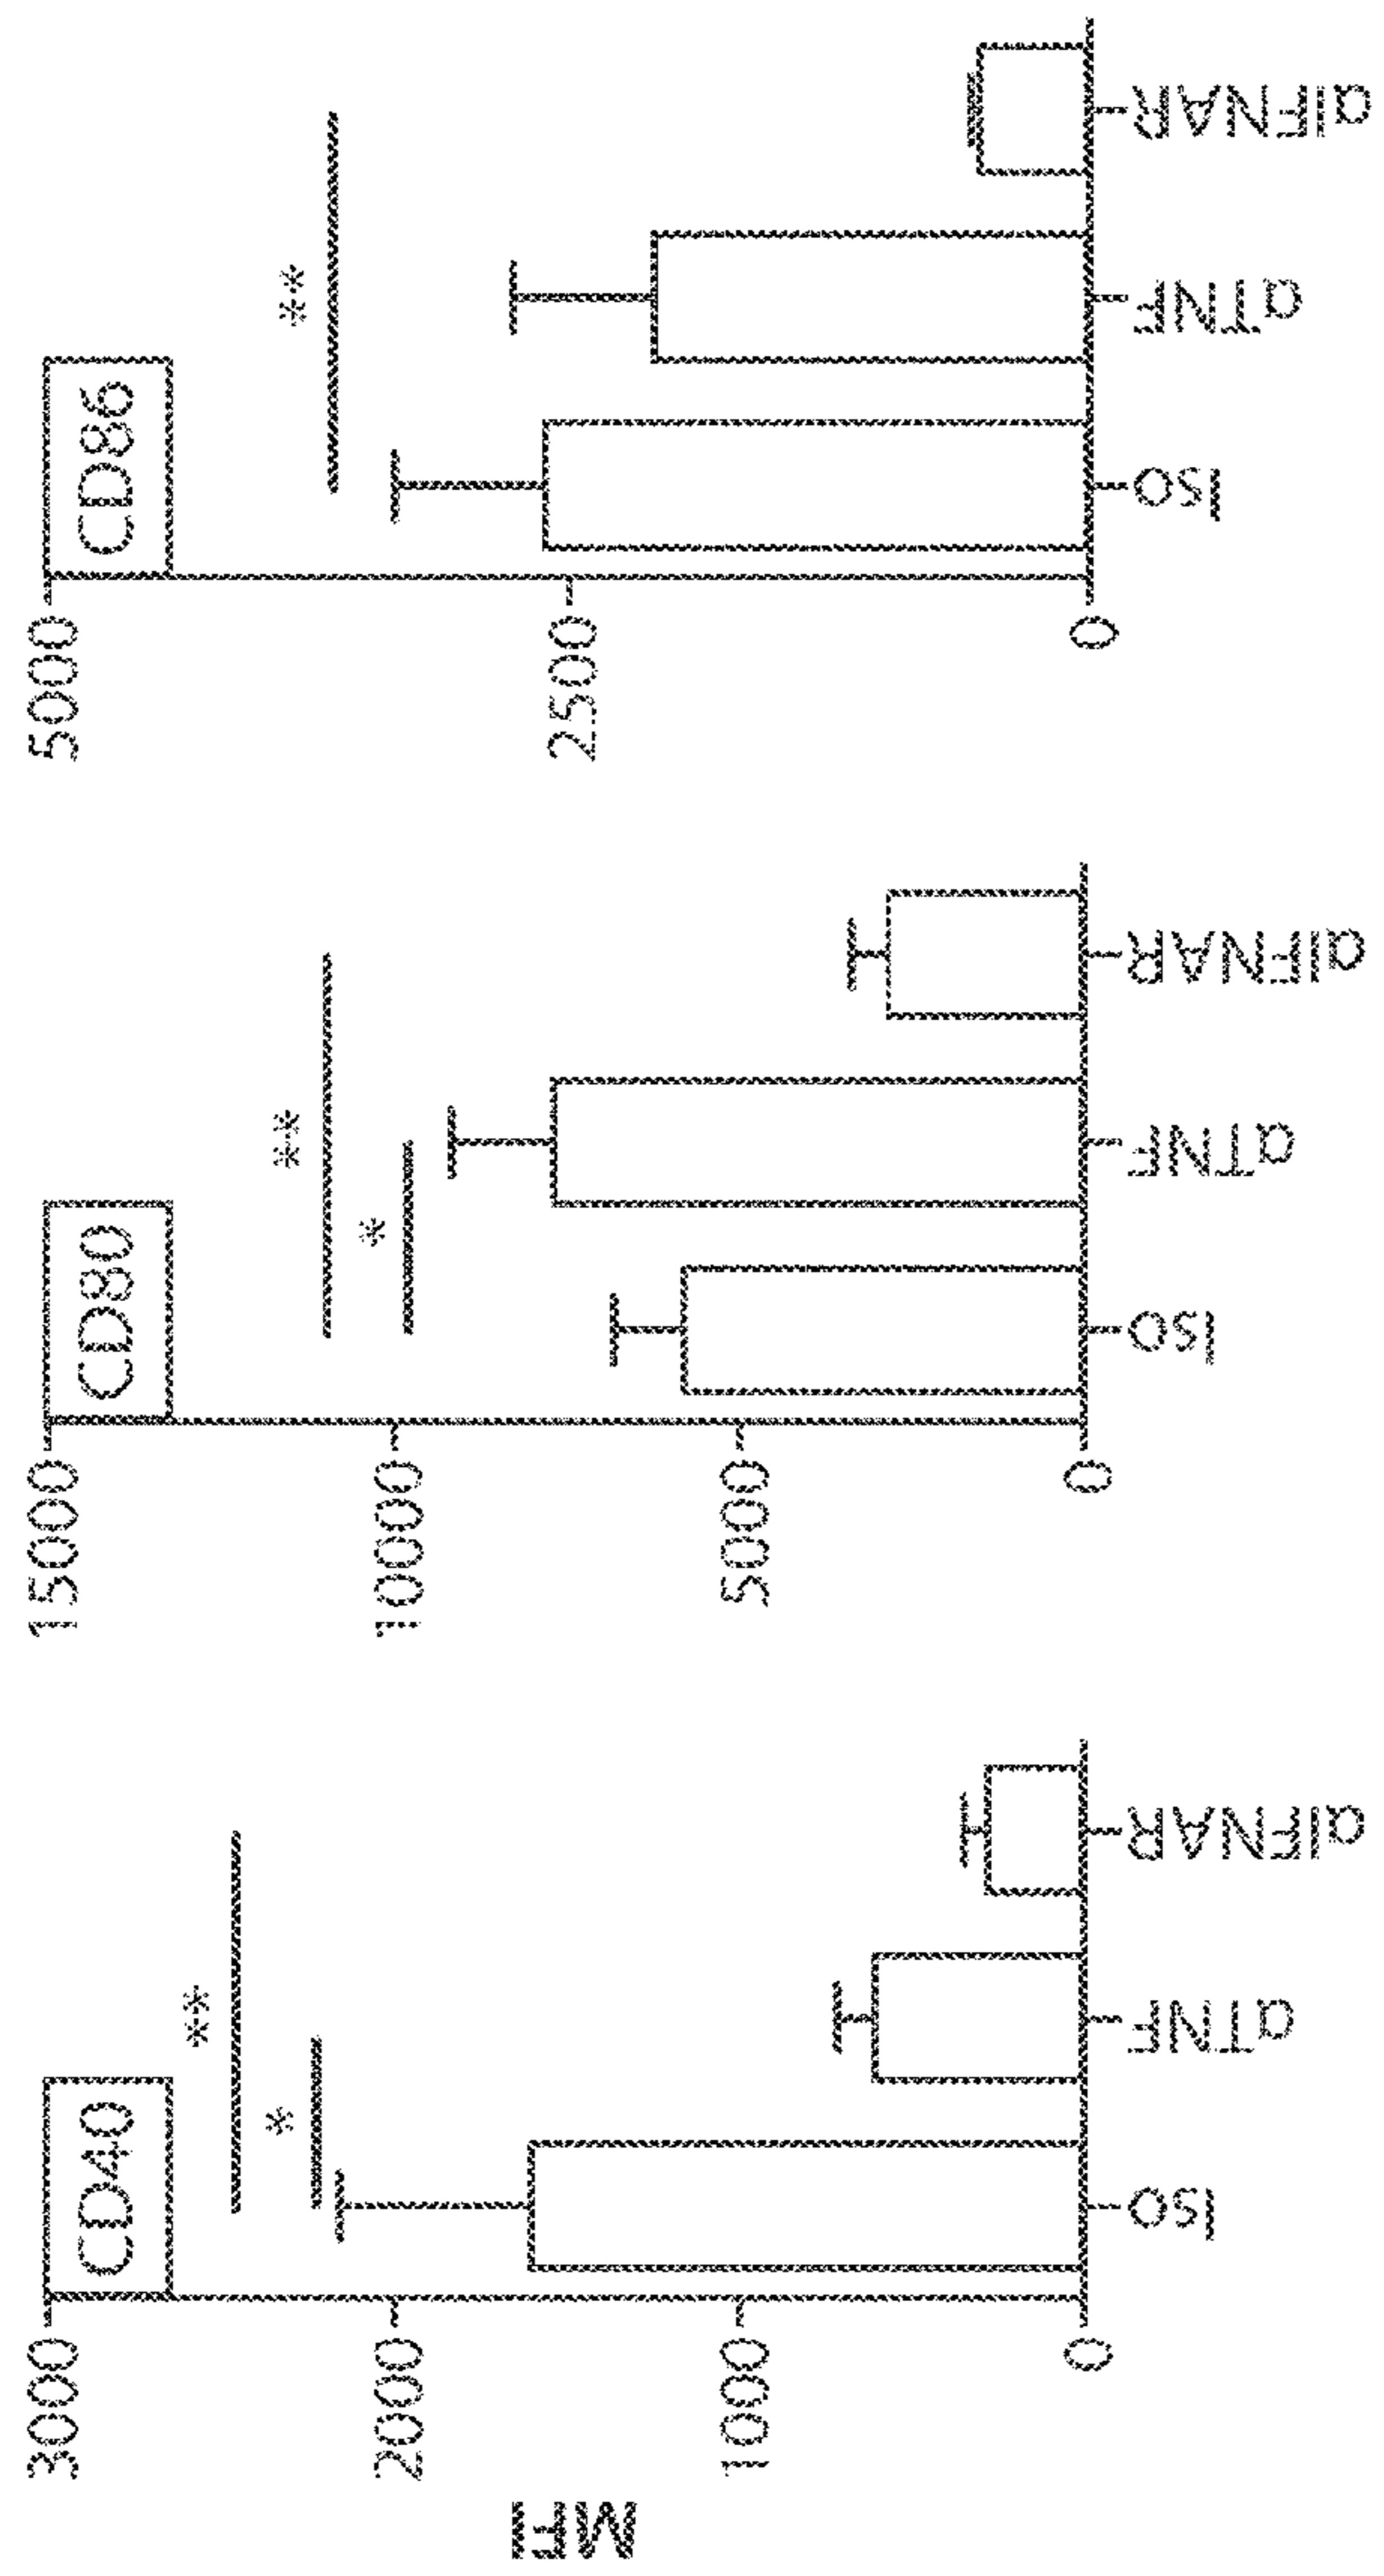 MFI
CD40
3000
2000
1000
0
**
*
Iso
αTNF
αIFNAR
CD80
15000
10000
5000
0
**
*
Iso
αTNF
αIFNAR
CD86
5000
2500
0
**
Iso
αTNF
αIFNAR